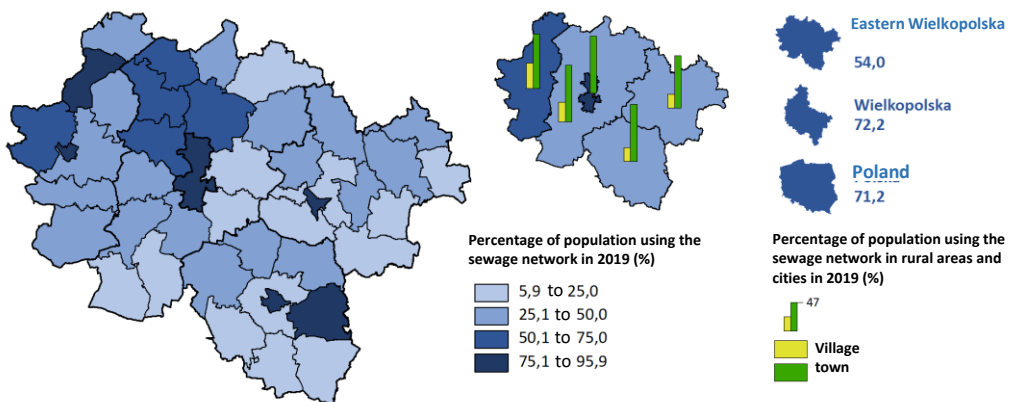 Eastern Wielkopolska
54,0
Wielkopolska
72,2
Poland
71,2
Percentage of population using the
sewage network in 2019 (%)
5,9 to 25,0
25,1 to 50,0
50,1 to 75,0
75,1 to 95,9
Percentage of population using the
sewage network in rural areas and
cities in 2019 (%)
47
Village
town